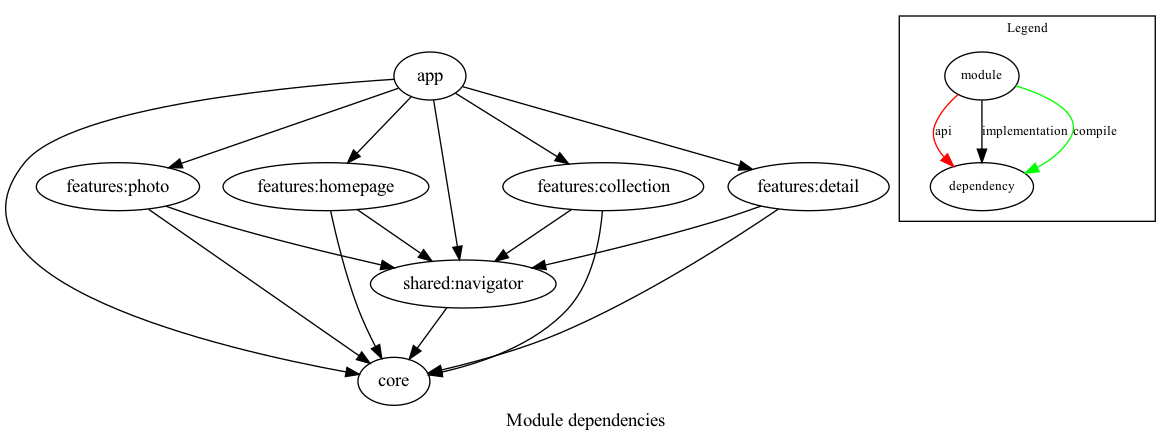 Legend
app
module
api
implementation
compile
features:photo
features:homepage
features:collection
features:detail
dependency
shared:navigator
core
Module dependencies